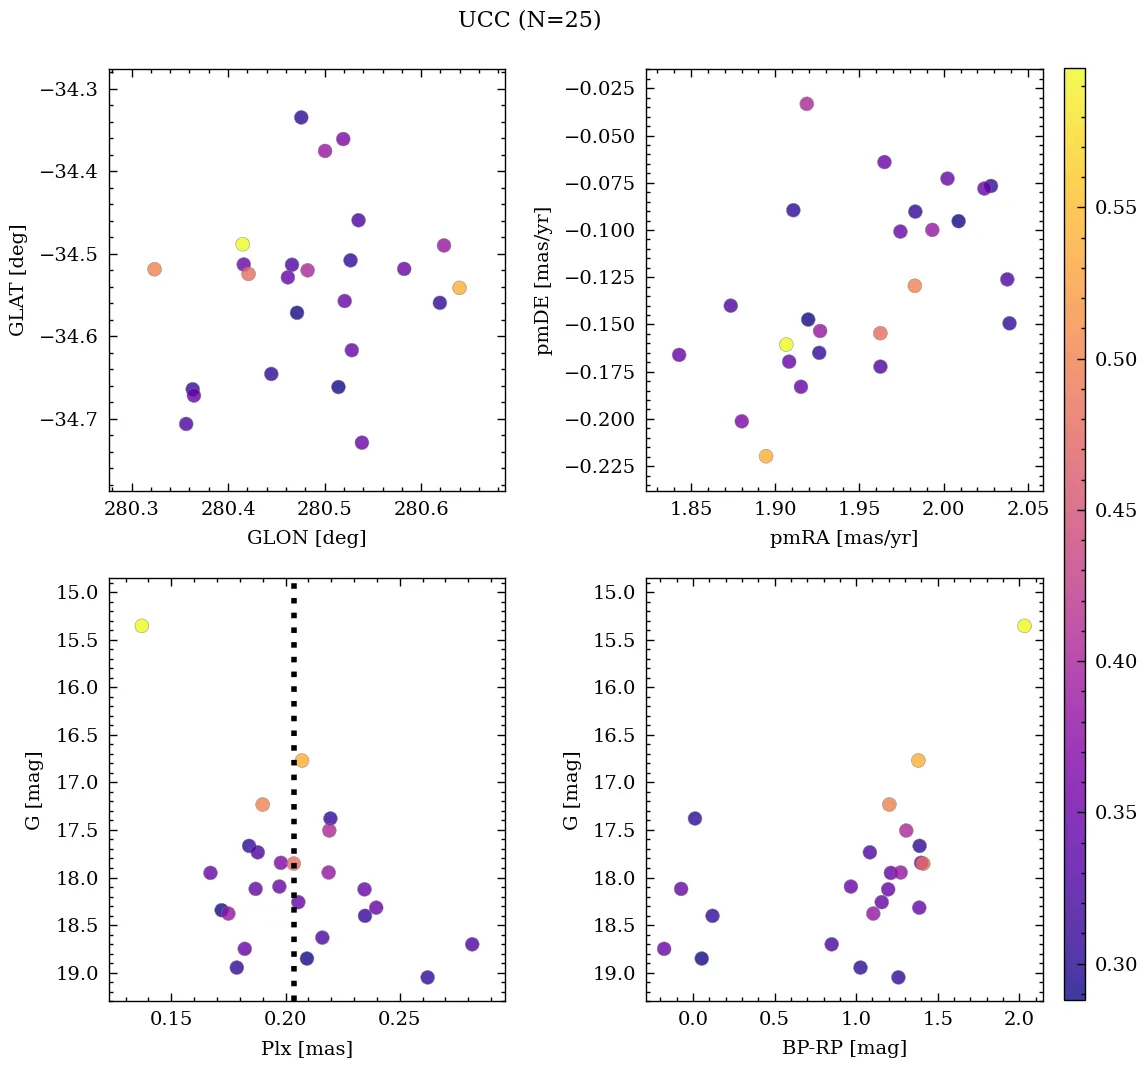 UCC (N=25)
−34.3
−34.4
−34.5
−34.6
−34.7
GLAT [deg]
280.3 280.4 280.5 280.6
GLON [deg]
−0.025
−0.050
−0.075
−0.100
−0.125
−0.150
−0.175
−0.200
−0.225
pmDE [mas/yr]
1.85 1.90 1.95 2.00 2.05
pmRA [mas/yr]
15.0
15.5
16.0
16.5
17.0
17.5
18.0
18.5
19.0
G [mag]
0.15 0.20 0.25
Plx [mas]
15.0
15.5
16.0
16.5
17.0
17.5
18.0
18.5
19.0
G [mag]
0.0 0.5 1.0 1.5 2.0
BP-RP [mag]
0.55
0.50
0.45
0.40
0.35
0.30